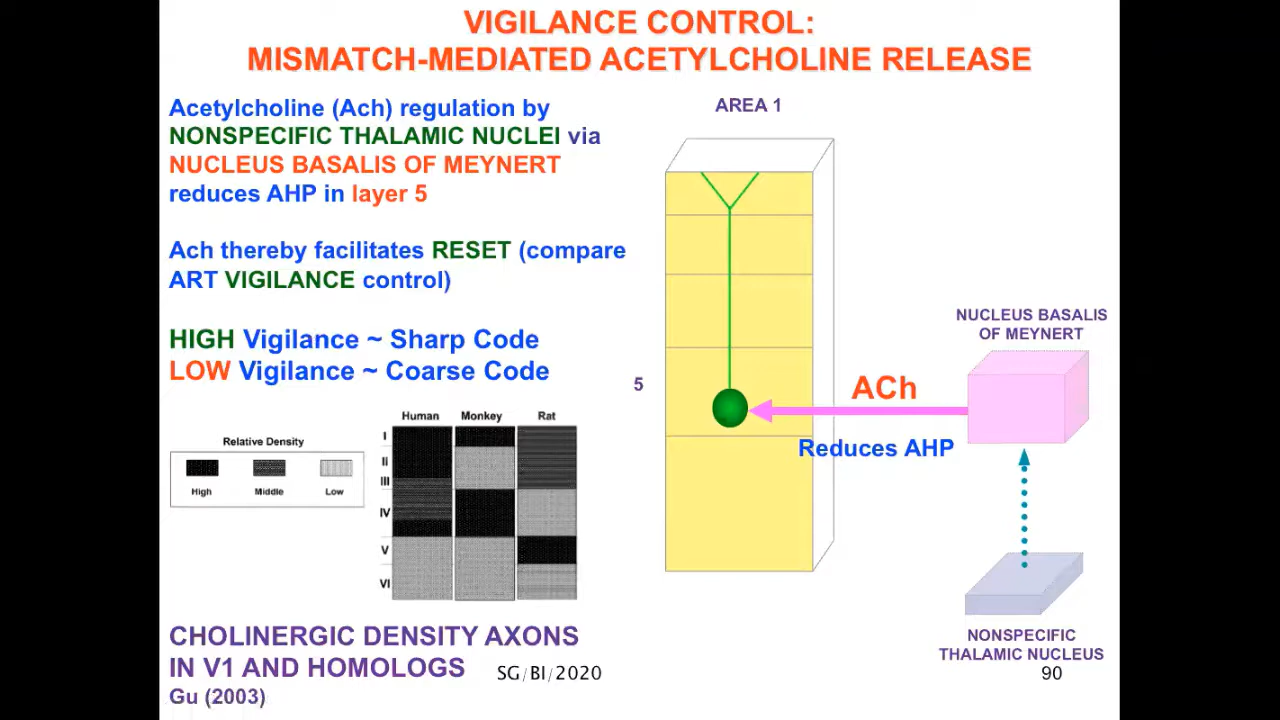 VIGILANCE CONTROL:
MISMATCH-MEDIATED ACETYLCHOLINE RELEASE
Acetylcholine (Ach) regulation by
NONSPECIFIC THALAMIC NUCLEI via
NUCLEUS BASALIS OF MEYNERT
reduces AHP in layer 5
Ach thereby facilitates RESET (compare
ART VIGILANCE control)
HIGH Vigilance ~ Sharp Code
LOW Vigilance ~ Coarse Code
Relative Density
High Middle Low
Human Monkey Rat
I
Ii
III
IV
V
VI
CHOLINERGIC DENSITY AXONS
IN V1 AND HOMOLOGS
Gu (2003)
SG/BI/2020
AREA 1
5
ACh
Reduces AHP
NUCLEUS BASALIS
OF MEYNERT
NONSPECIFIC
THALAMIC NUCLEUS
90